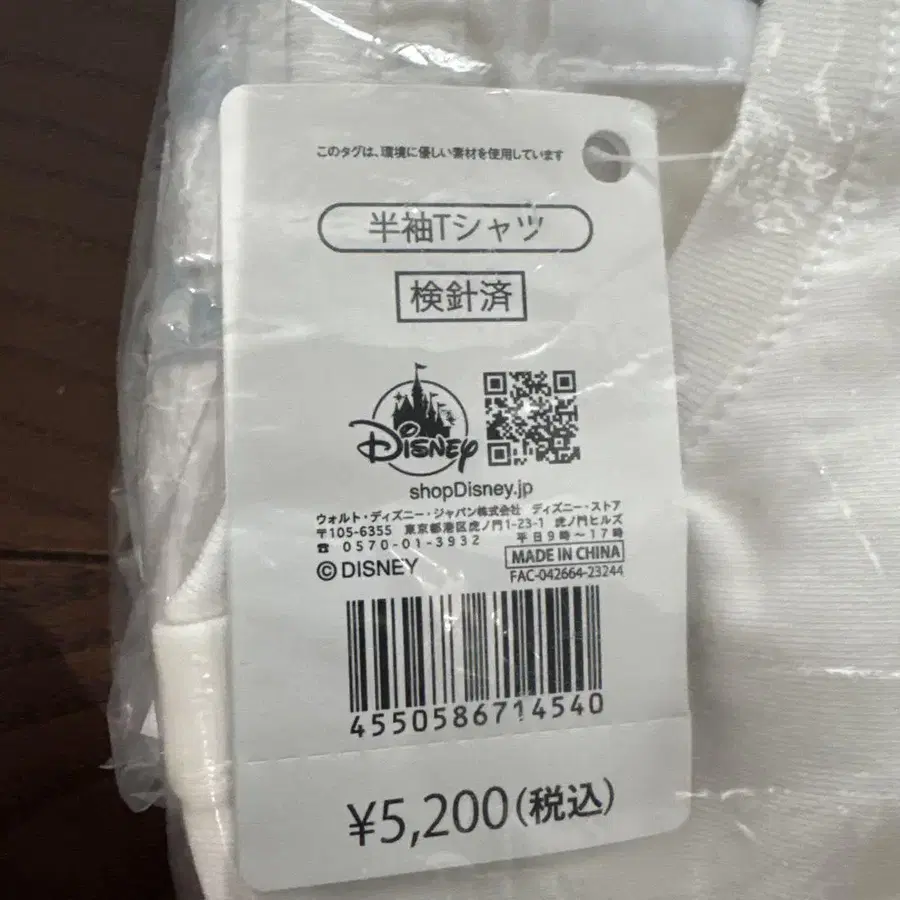 このタグは、環境に優しい素材を使用しています
半袖Tシャツ
検針済
Disney
shopDisney.jp
ウォルト・ディズニー・ジャパン株式会社 ディズニー・ストア
〒105-6355 東京都港区虎ノ門1-23-1 虎ノ門ヒルズ
☎ 0570-01-3932 平日9時～17時
© DISNEY
MADE IN CHINA
FAC-042664-23244
4550586714540
¥5,200(税込)